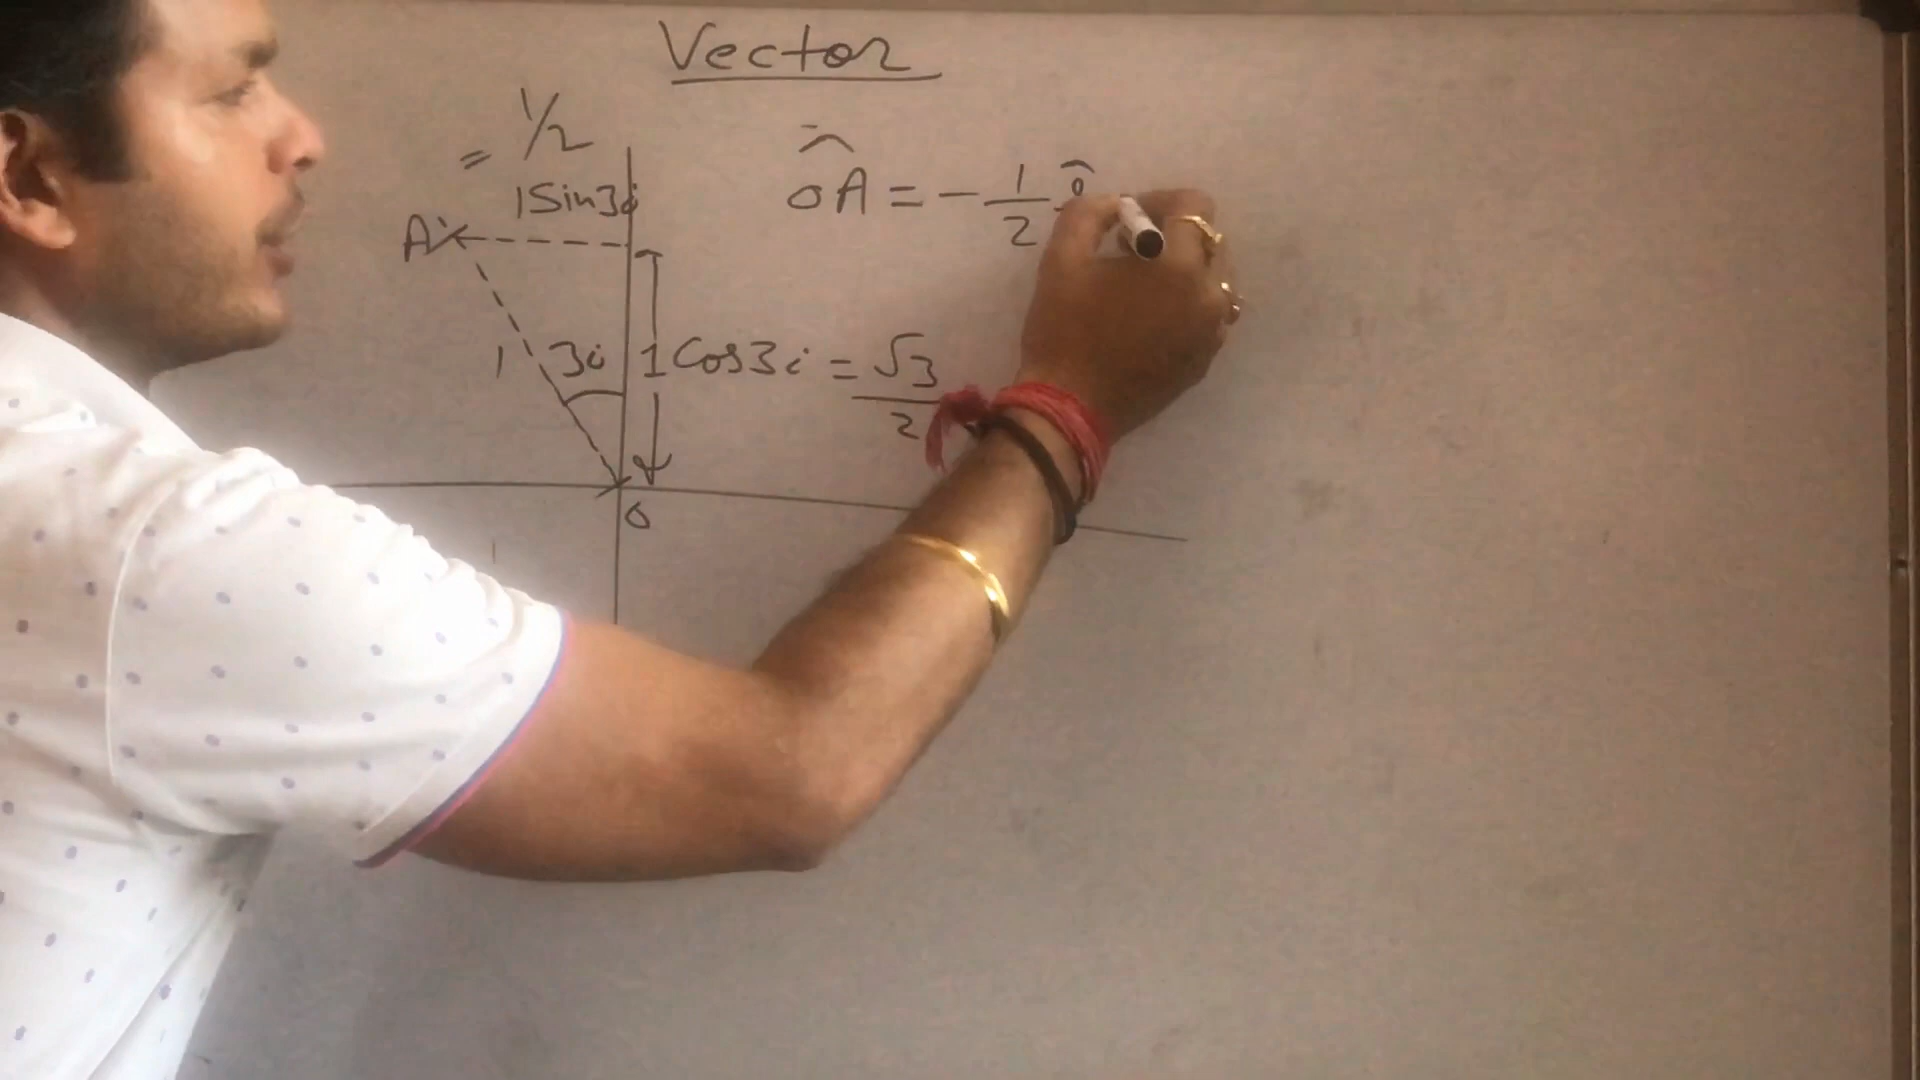 Vector
= 1/2
1Sin30
A
OA = - 1/2 i
1
30
1Cos30 = √3/2
O